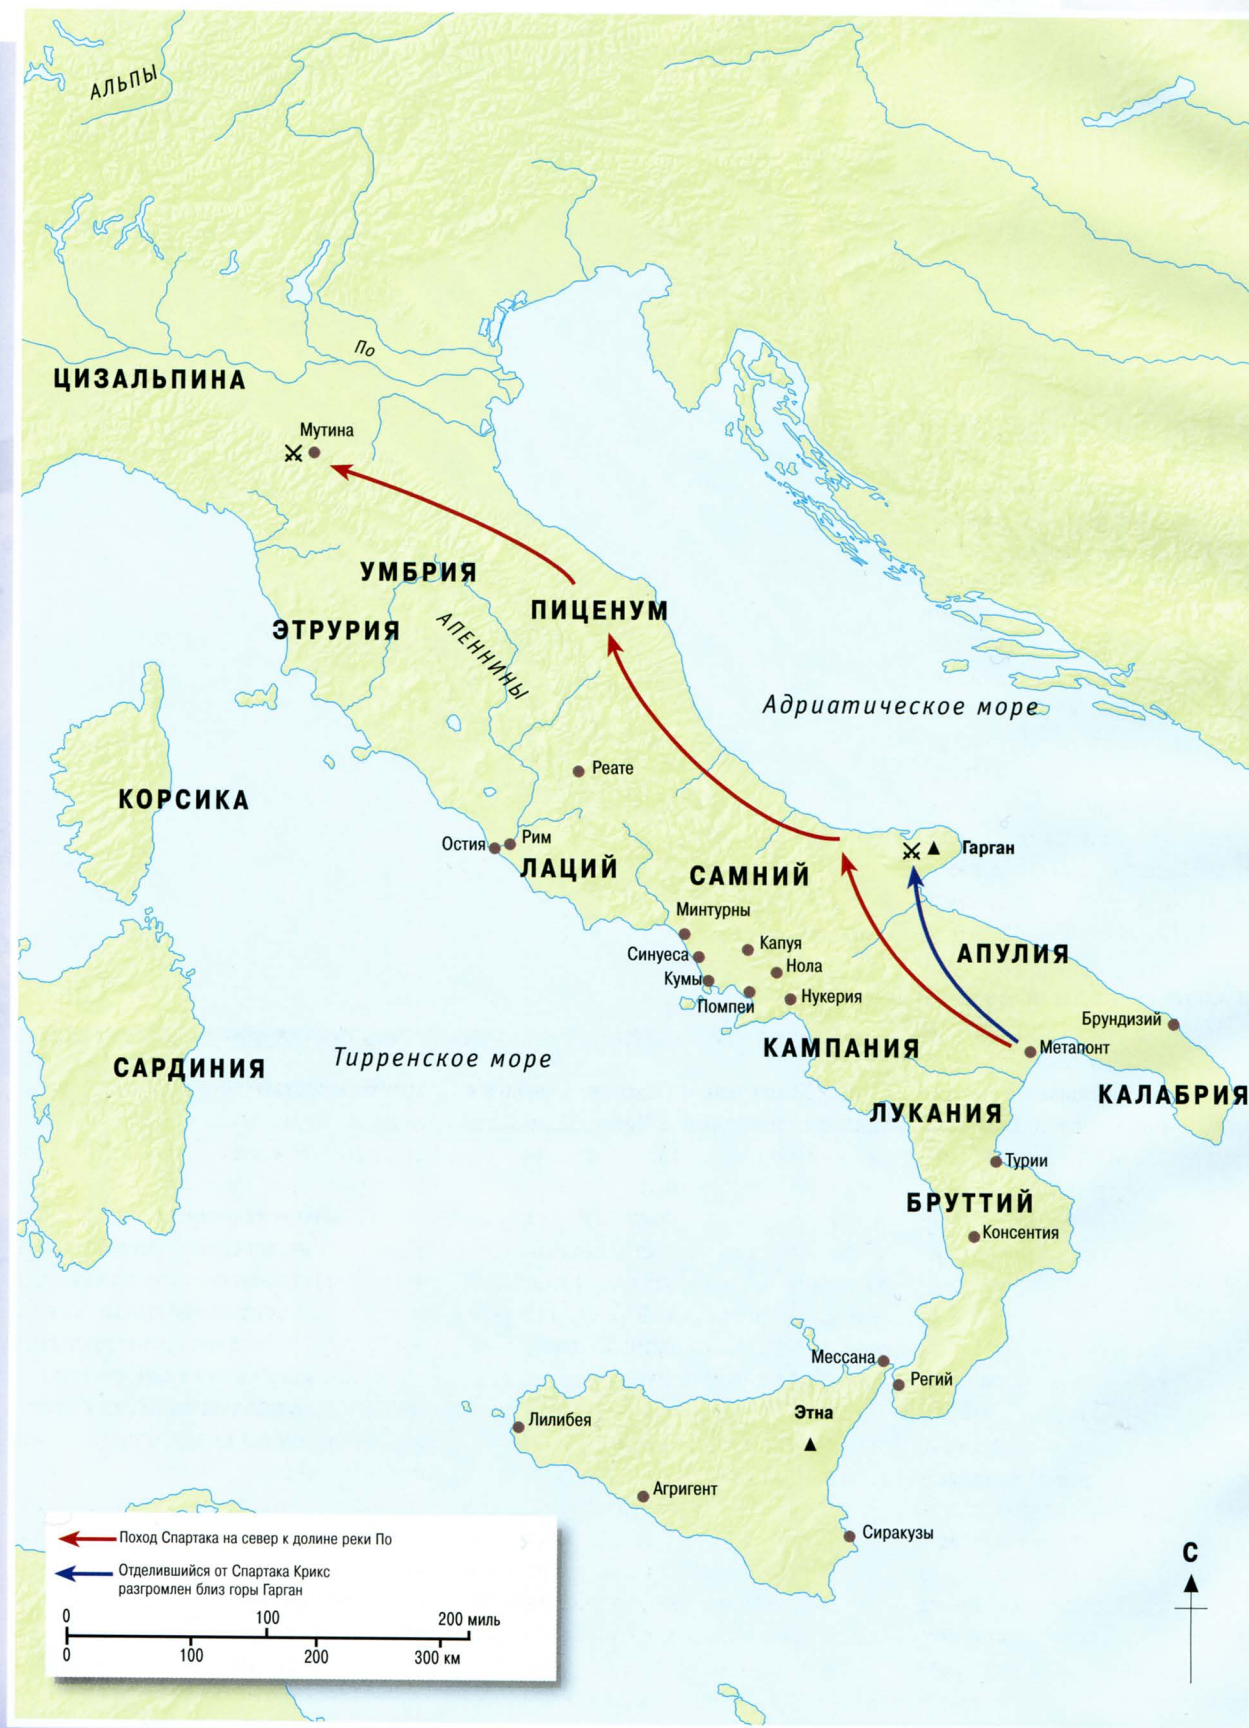 АЛЬПЫ
По
ЦИЗАЛЬПИНА
Мутина
УМБРИЯ
ПИЦЕНУМ
ЭТРУРИЯ
АПЕННИНЫ
Адриатическое море
Реате
КОРСИКА
Остия
Рим
Гарган
ЛАЦИЙ
САМНИЙ
Минтурны
Капуя
АПУЛИЯ
Синуеса
Нола
Кумы
Нукерия
Помпеи
Брундизий
КАМПАНИЯ
Метапонт
Тирренское море
САРДИНИЯ
КАЛАБРИЯ
ЛУКАНИЯ
Турии
БРУТТИЙ
Консентия
Мессана
Регий
Этна
Лилибея
Агригент
Сиракузы
Поход Спартака на север к долине реки По
Отделившийся от Спартака Крикс
разгромлен близ горы Гарган
0 100 200 миль
0 100 200 300 км
С